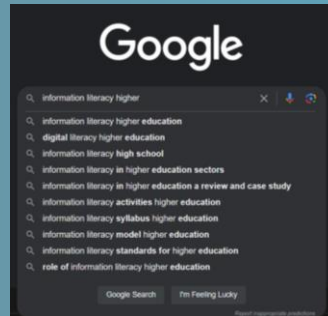 Google
information literacy higher
information literacy higher education
digital literacy higher education
information literacy high school
information literacy in higher education sectors
information literacy in higher education a review and case study
information literacy activities higher education
information literacy syllabus higher education
information literacy model higher education
information literacy standards for higher education
role of information literacy higher education
Google Search I'm Feeling Lucky
Report inappropriate predictions